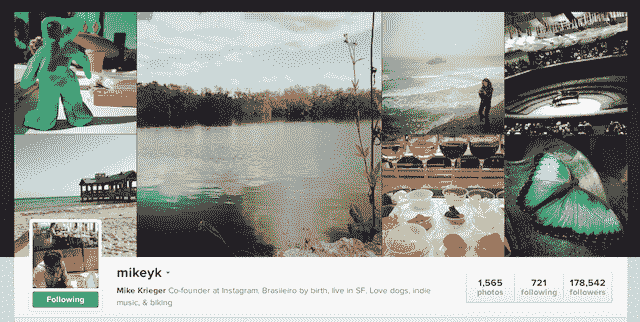 mikeyk
Mike Krieger Co-founder at Instagram, Brasileiro by birth, live in SF. Love dogs, indie
music, & biking
Following
1,565 721 178,542
photos following followers